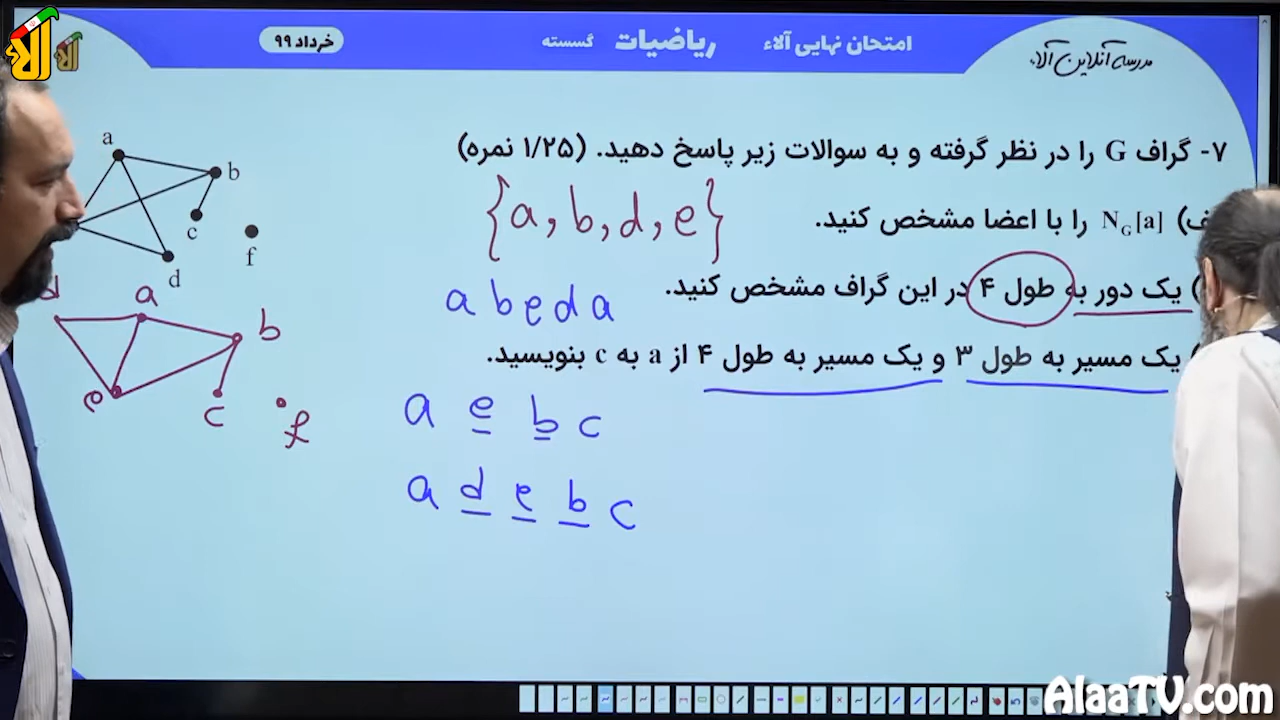 مدرسه آنلاین آلاء
امتحان نهایی آلاء ریاضیات گسسته
خرداد ۹۹
۷- گراف G را در نظر گرفته و به سوالات زیر پاسخ دهید. (۱/۲۵ نمره)
ف) N_G[a] را با اعضا مشخص کنید.
{a, b, d, e}
) یک دور به طول ۴ در این گراف مشخص کنید.
a b e d a
) یک مسیر به طول ۳ و یک مسیر به طول ۴ از a به c بنویسید.
a e b c
a d e b c
a
b
c
f
d
d
a
b
e
c
f
آلاء
AlaaTV.com